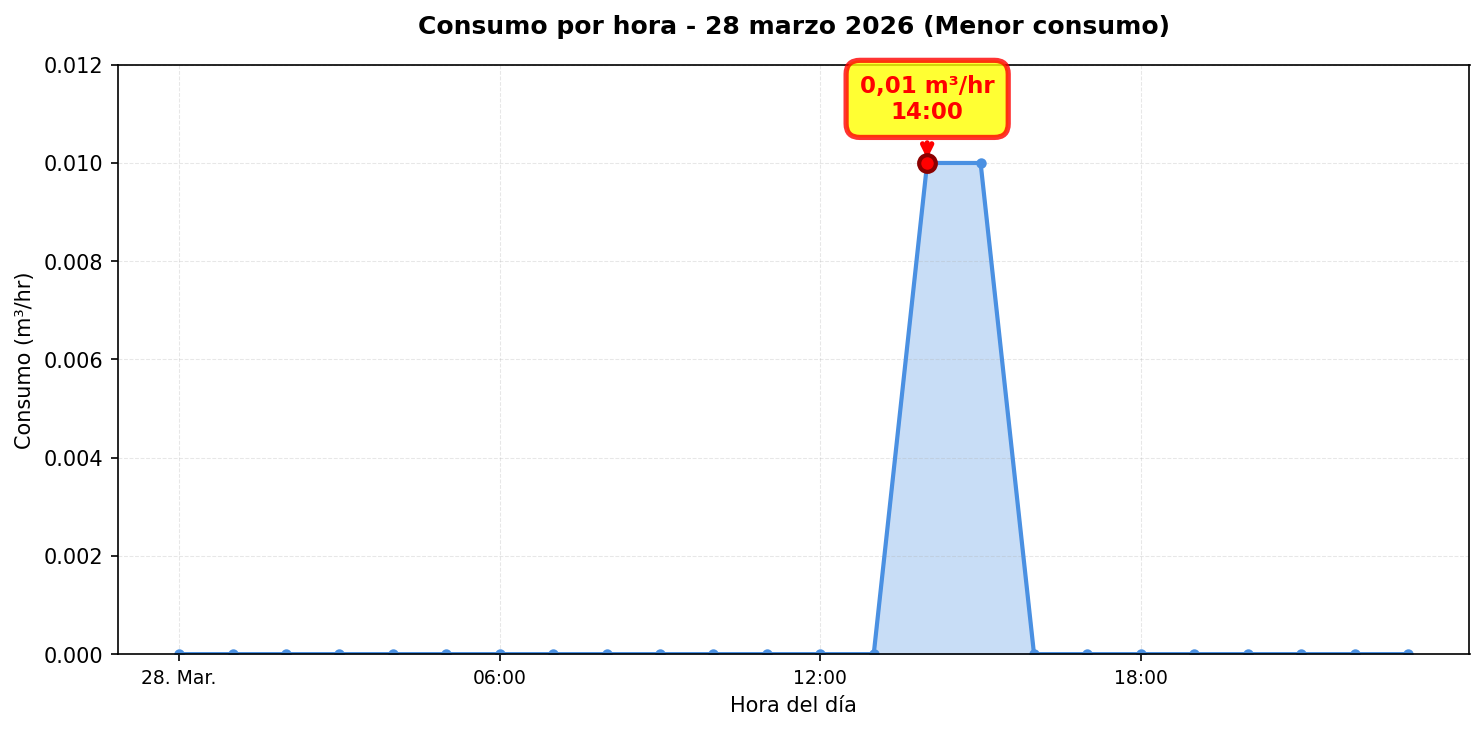 Consumo por hora - 28 marzo 2026 (Menor consumo)
0,01 m³/hr
14:00
Consumo (m³/hr)
0.012
0.010
0.008
0.006
0.004
0.002
0.000
28. Mar.
06:00
12:00
18:00
Hora del día